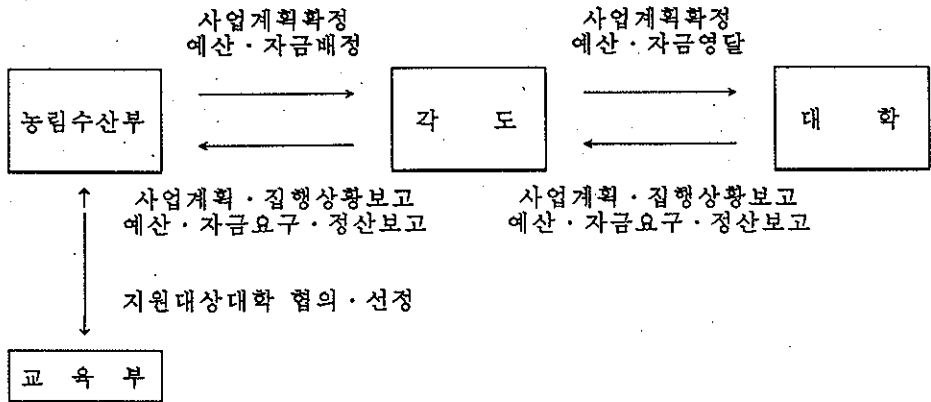 사업계획확정
예산·자금배정
사업계획확정
예산·자금영달
농림수산부
각 도
대 학
사업계획·집행상황보고
예산·자금요구·정산보고
사업계획·집행상황보고
예산·자금요구·정산보고
지원대상대학 협의·선정
교 육 부